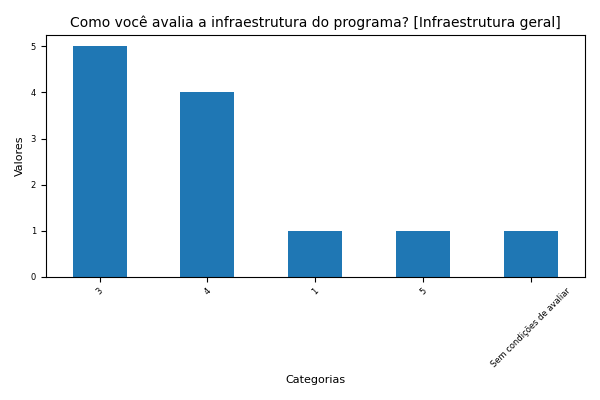 Como você avalia a infraestrutura do programa? [Infraestrutura geral]
Valores
5
4
3
2
1
0
3
4
1
5
Sem condições de avaliar
Categorias